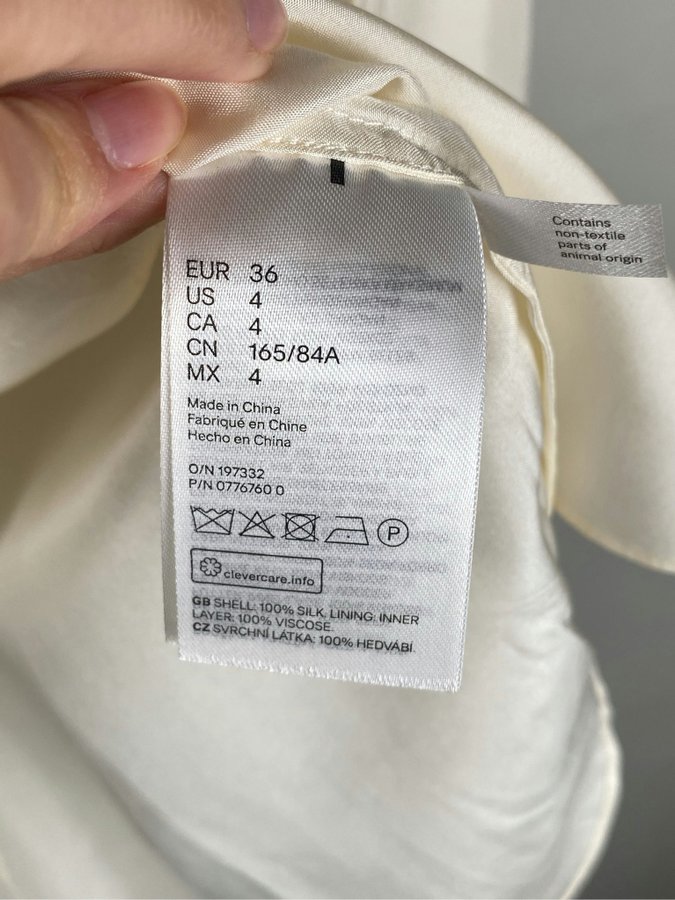 Contains
non-textile
parts of
animal origin
EUR 36
US 4
CA 4
CN 165/84A
MX 4
Made in China
Fabriqué en Chine
Hecho en China
O/N 197332
P/N 0776760 0
P
clevercare.info
GB SHELL: 100% SILK. LINING: INNER
LAYER: 100% VISCOSE.
CZ SVRCHNÍ LÁTKA: 100% HEDVÁBÍ.